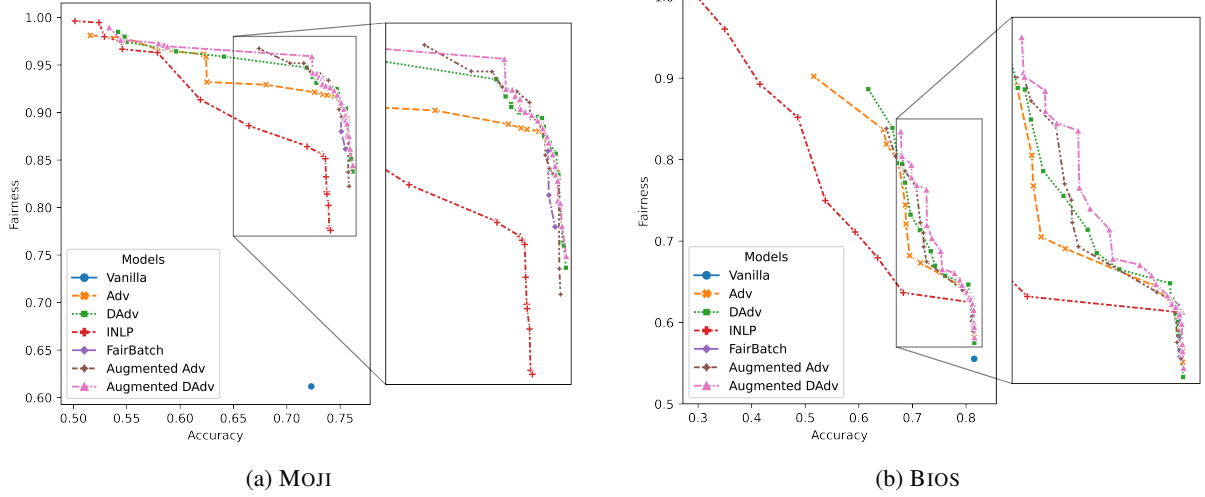 1.00
0.95
0.90
0.85
0.80
0.75
0.70
0.65
0.60
Fairness
0.50
0.55
0.60
0.65
0.70
0.75
Accuracy
Models
Vanilla
Adv
DAdv
INLP
FairBatch
Augmented Adv
Augmented DAdv
(a) MOJI
1.0
0.9
0.8
0.7
0.6
0.5
Fairness
0.3
0.4
0.5
0.6
0.7
0.8
Accuracy
Models
Vanilla
Adv
DAdv
INLP
FairBatch
Augmented Adv
Augmented DAdv
(b) BIOS